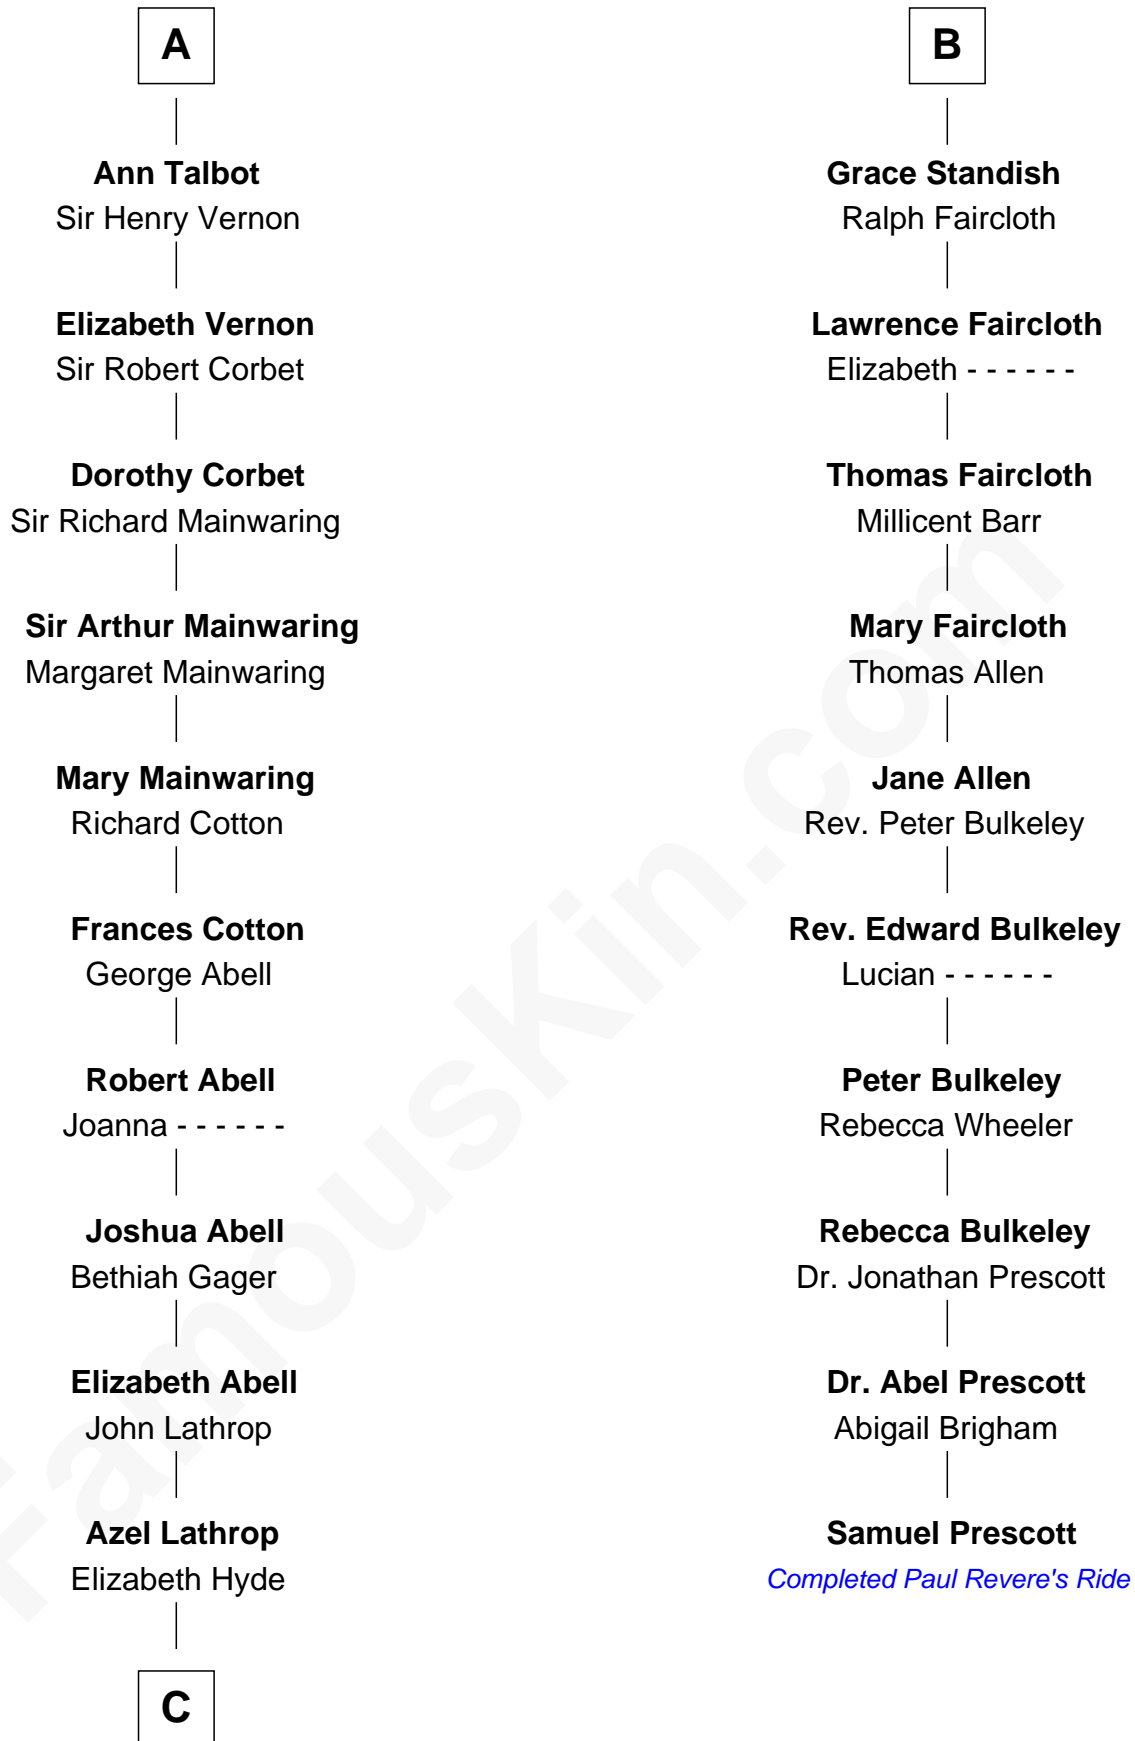 A
Ann Talbot
Sir Henry Vernon
Elizabeth Vernon
Sir Robert Corbet
Dorothy Corbet
Sir Richard Mainwaring
Sir Arthur Mainwaring
Margaret Mainwaring
Mary Mainwaring
Richard Cotton
Frances Cotton
George Abell
Robert Abell
Joanna - - - - - -
Joshua Abell
Bethiah Gager
Elizabeth Abell
John Lathrop
Azel Lathrop
Elizabeth Hyde
C
B
Grace Standish
Ralph Faircloth
Lawrence Faircloth
Elizabeth - - - - - -
Thomas Faircloth
Millicent Barr
Mary Faircloth
Thomas Allen
Jane Allen
Rev. Peter Bulkeley
Rev. Edward Bulkeley
Lucian - - - - - -
Peter Bulkeley
Rebecca Wheeler
Rebecca Bulkeley
Dr. Jonathan Prescott
Dr. Abel Prescott
Abigail Brigham
Samuel Prescott
Completed Paul Revere's Ride
FamousKin.com